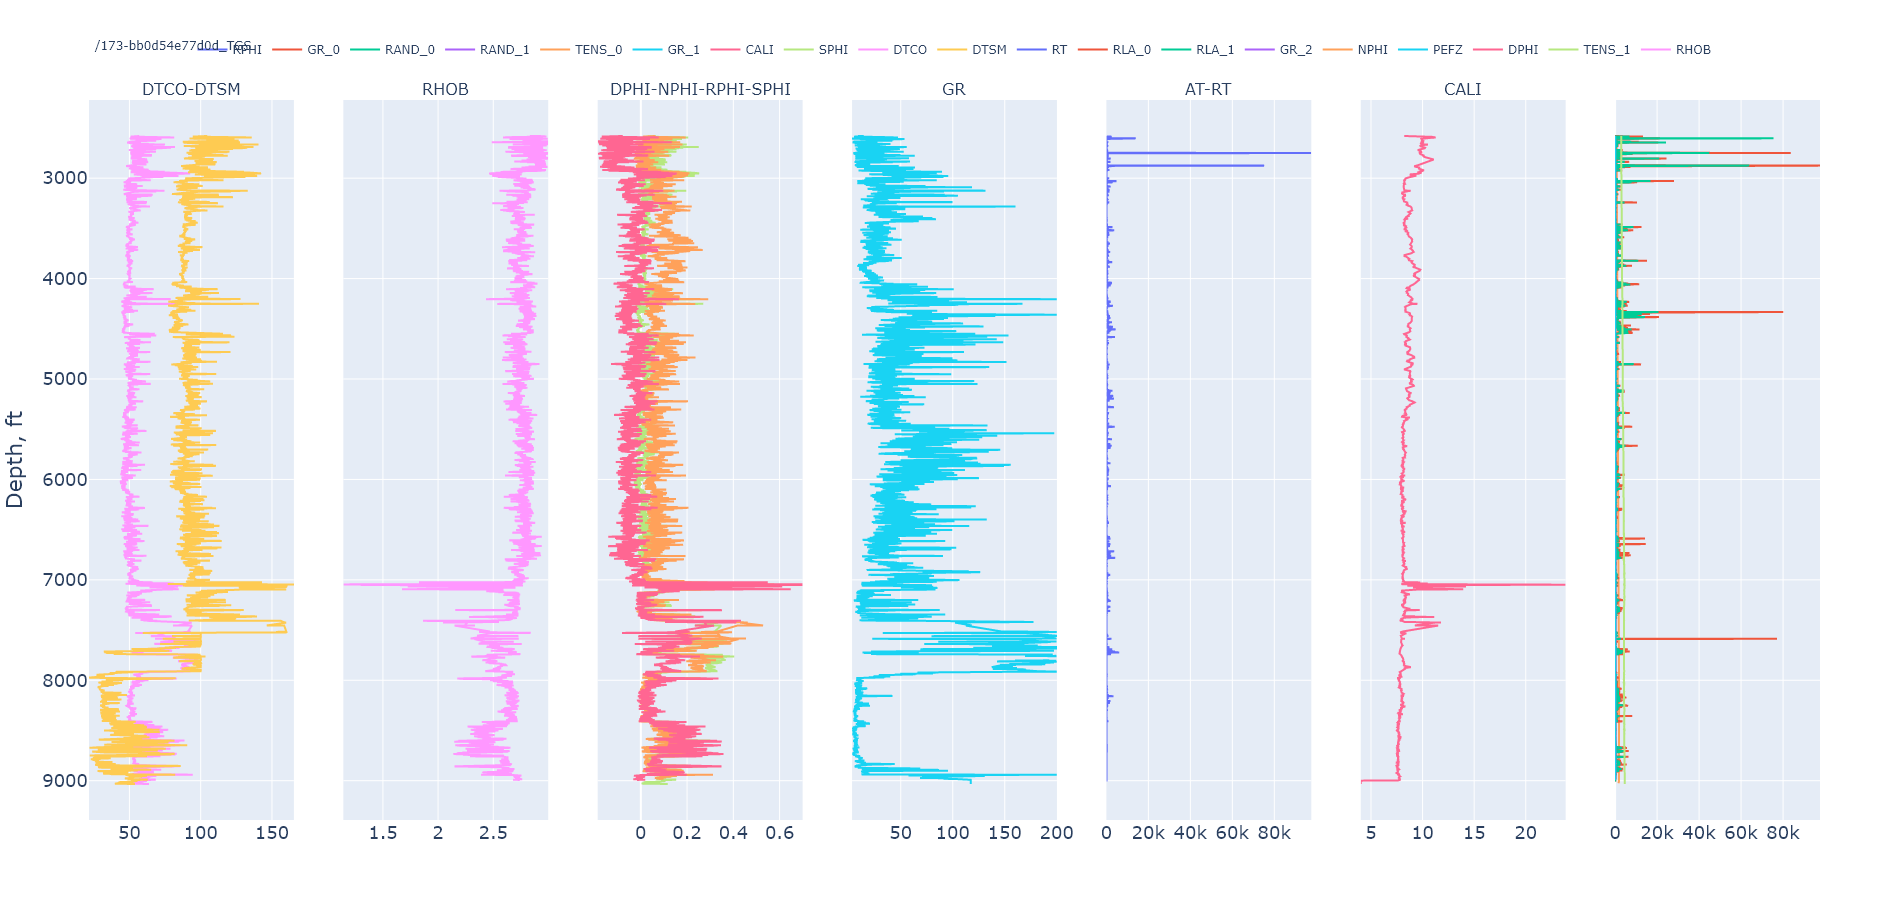 /173-bb0d54e77d0d_TGS
RPHI GR_0 RAND_0 RAND_1 TENS_0 GR_1 CALI SPHI DTCO DTSM RT RLA_0 RLA_1 GR_2 NPHI PEFZ DPHI TENS_1 RHOB
DTCO-DTSM RHOB DPHI-NPHI-RPHI-SPHI GR AT-RT CALI
3000
4000
5000
6000
7000
8000
9000
Depth, ft
50 100 150 1.5 2 2.5 0 0.2 0.4 0.6 50 100 150 200 0 20k 40k 60k 80k 5 10 15 20 0 20k 40k 60k 80k